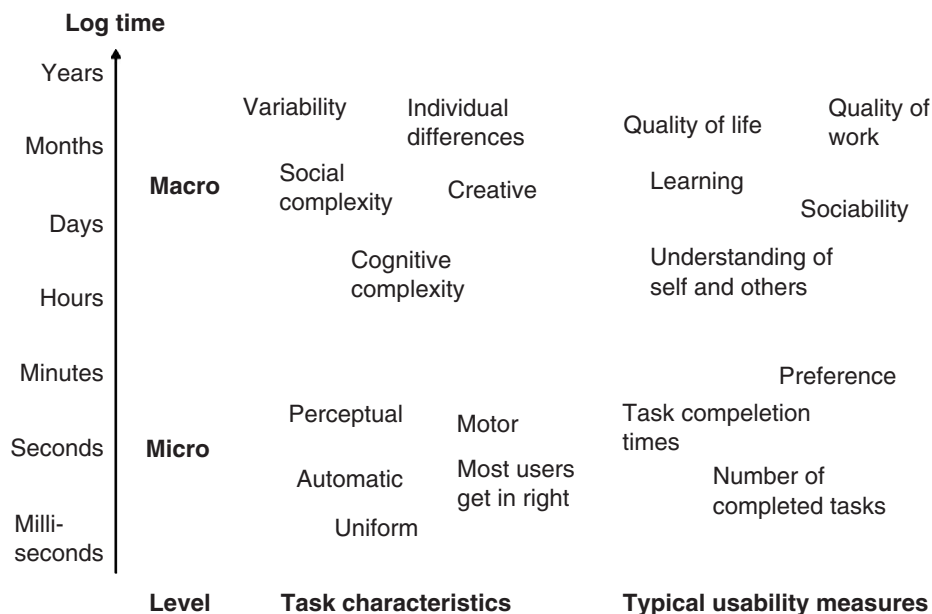 Log time
Years
Months
Days
Hours
Minutes
Seconds
Milli-
seconds
Macro
Micro
Level
Variability
Individual
differences
Social
complexity
Creative
Cognitive
complexity
Perceptual
Motor
Automatic
Most users
get in right
Uniform
Task characteristics
Quality of life
Quality of
work
Learning
Sociability
Understanding of
self and others
Preference
Task compeletion
times
Number of
completed tasks
Typical usability measures